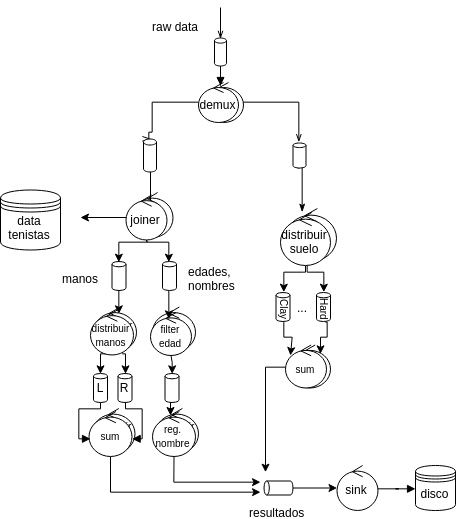 raw data
demux
joiner
data
tenistas
distribuir
suelo
manos
edades,
nombres
Clay
...
Hard
distribuir
manos
filter
edad
sum
L
R
sum
reg.
nombre
sink
disco
resultados